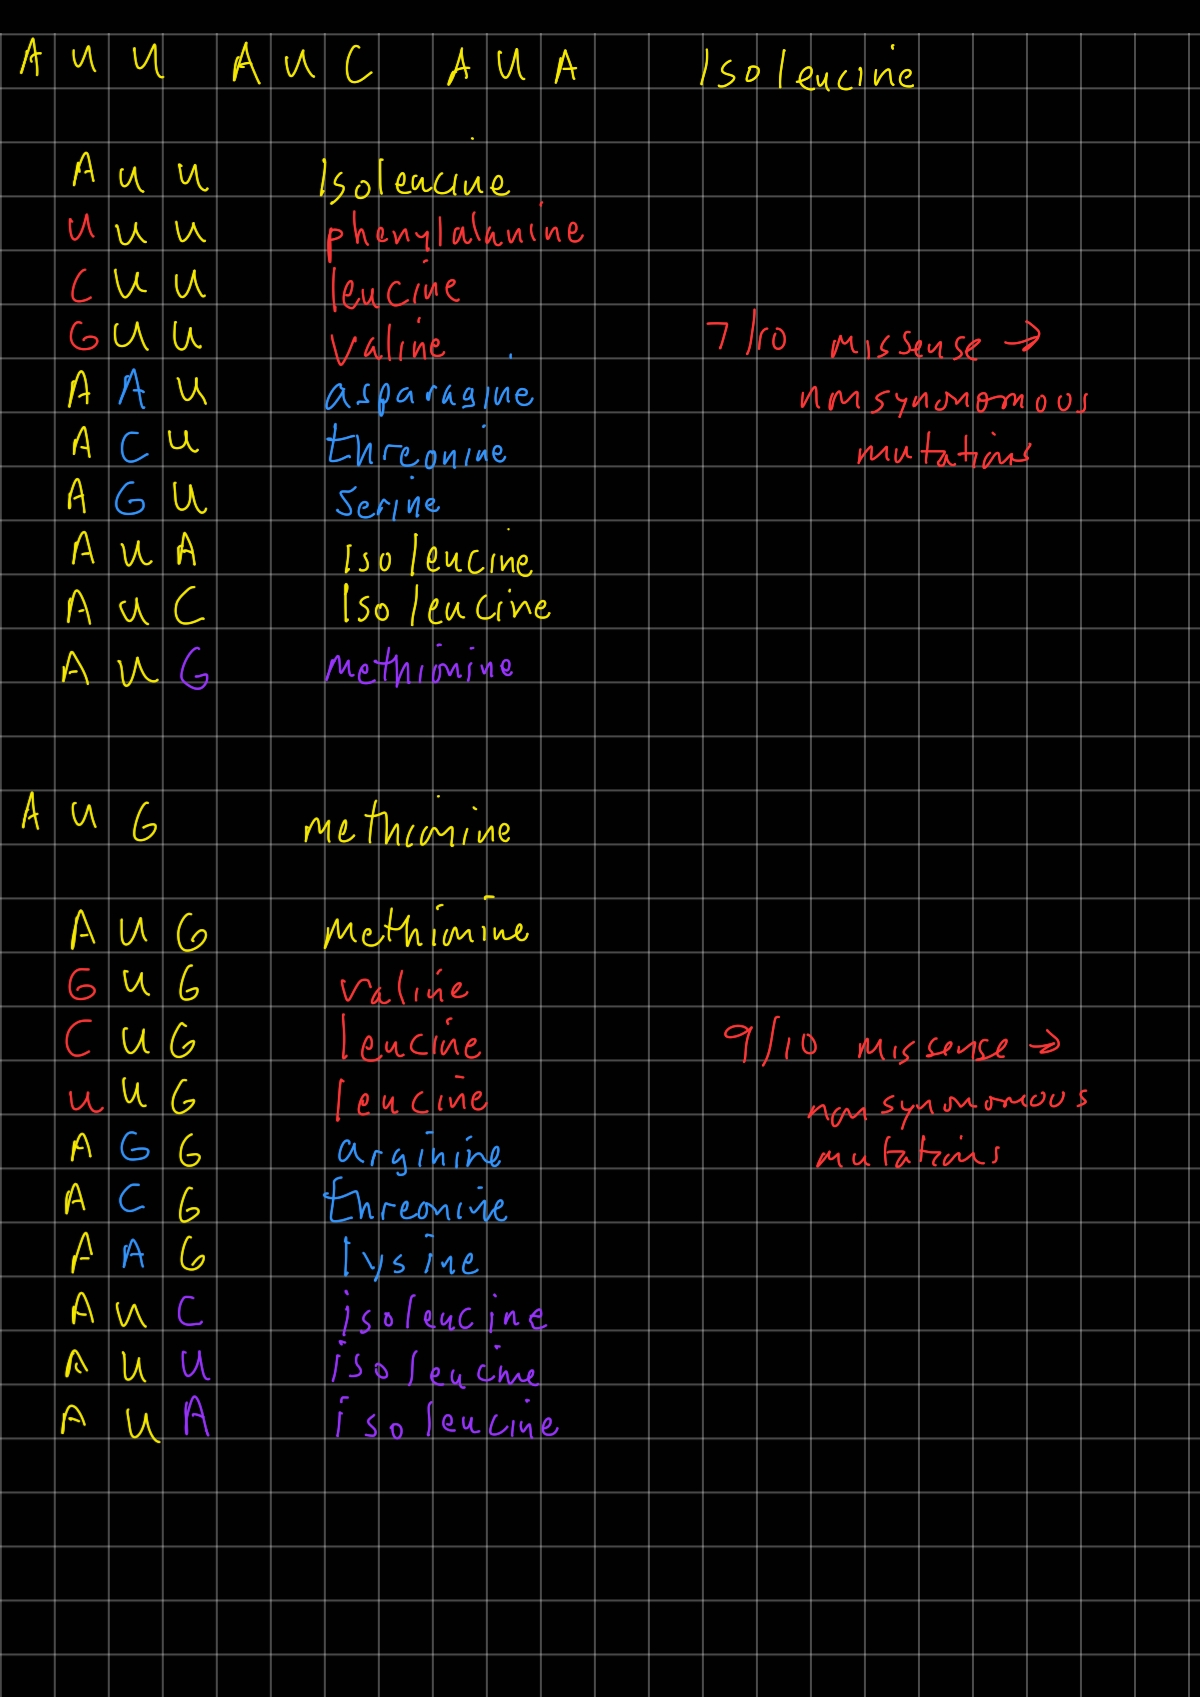 A U U A U C A U A Isoleucine
A U U Isoleucine
U U U phenylalanine
C U U leucine
G U U valine 7/10 missense →
A A U asparagine nonsynonomous
A C U threonine mutations
A G U Serine
A U A Isoleucine
A U C Isoleucine
A U G methionine
A U G methionine
A U G methionine
G U G valine
C U G leucine 9/10 missense →
U U G leucine nonsynonomous
A G G arginine mutations
A C G threonine
A A G lysine
A U C isoleucine
A U U isoleucine
A U A isoleucine